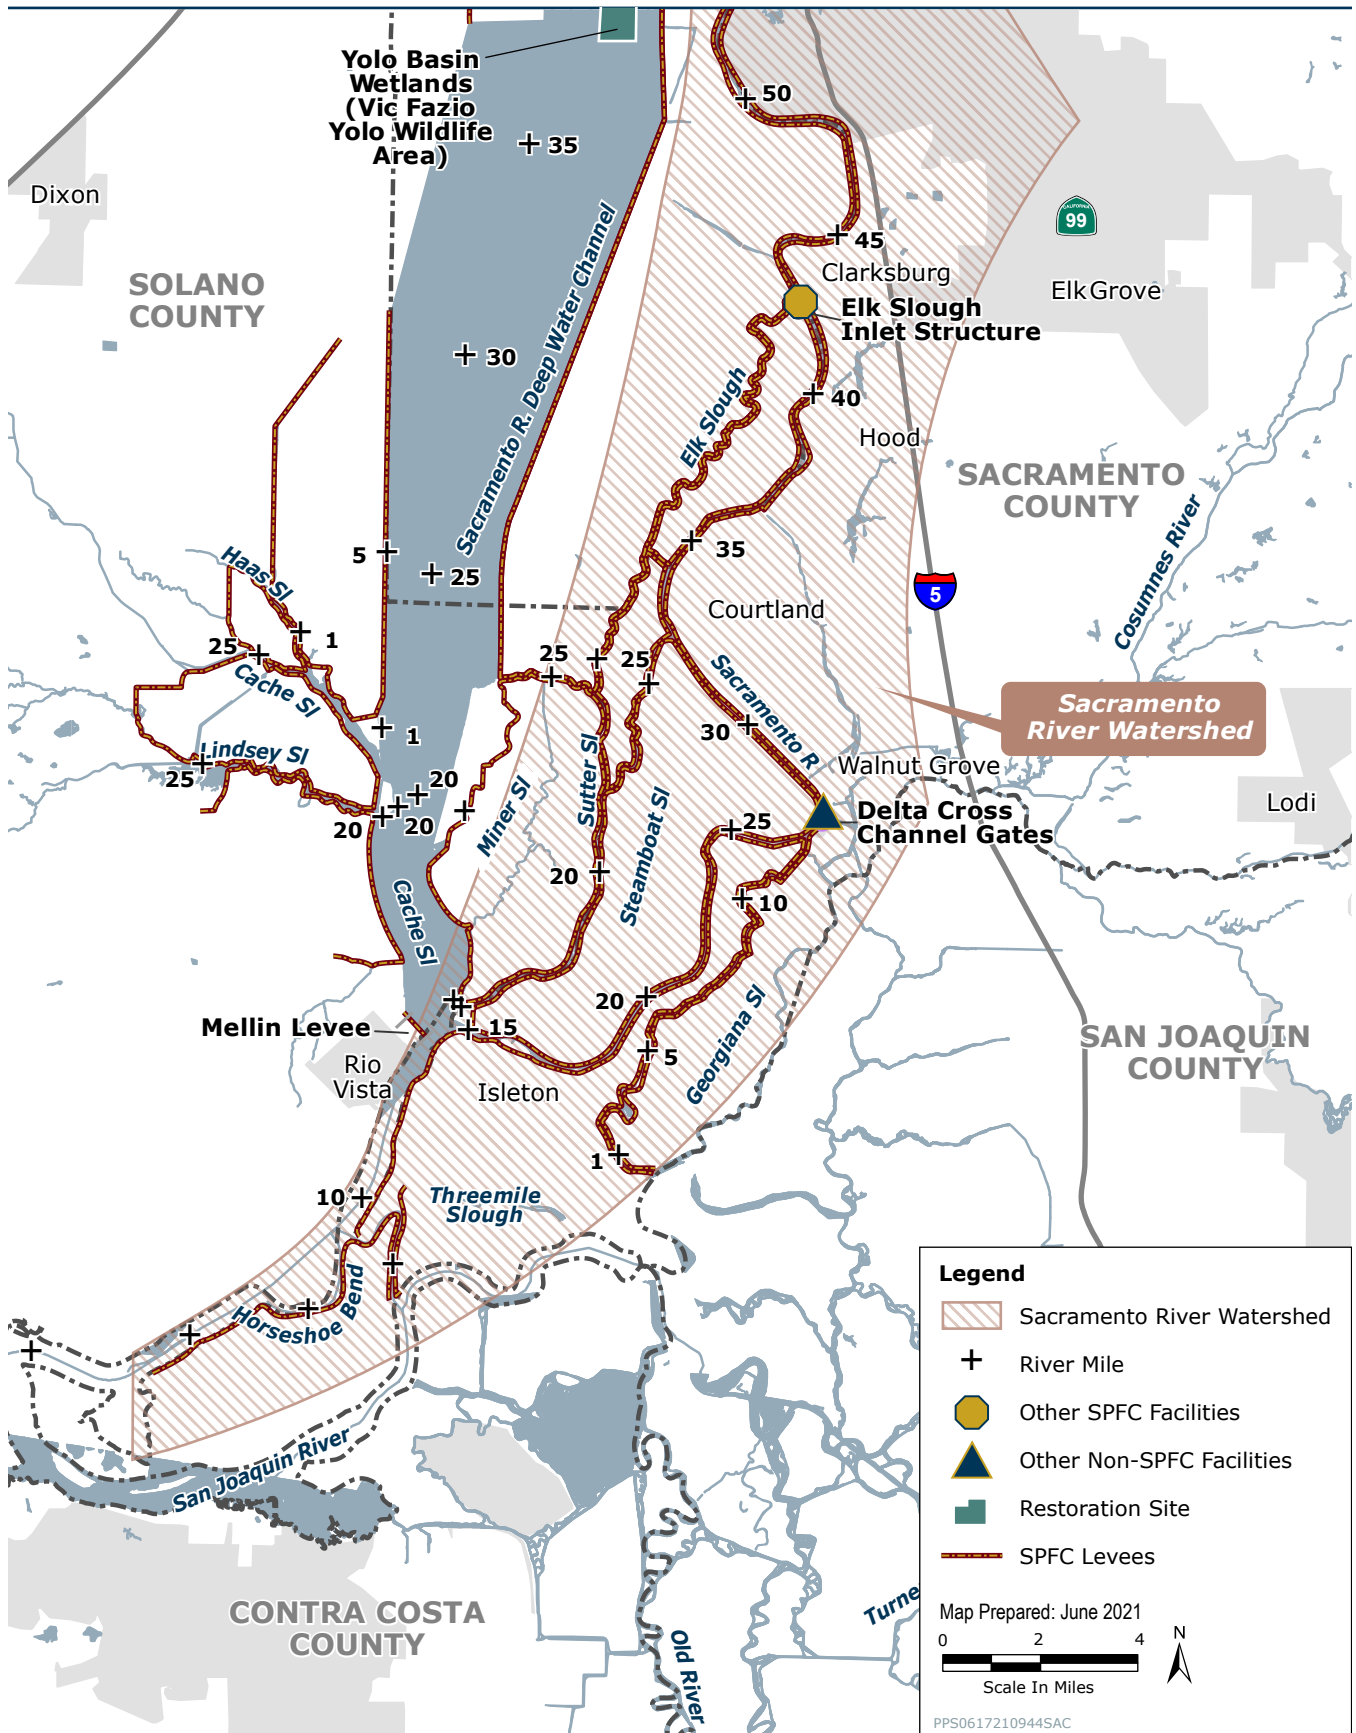 Yolo Basin
Wetlands
(Vic Fazio
Yolo Wildlife
Area)
50
35
Dixon
CALIFORNIA
99
45
Clarksburg
SOLANO
COUNTY
Elk Grove
Elk Slough
Inlet Structure
Sacramento R. Deep Water Channel
30
40
Elk Slough
Hood
SACRAMENTO
COUNTY
Cosumnes River
5
35
Haas Sl
25
5
Courtland
1
25
25
25
Cache Sl
Sacramento R
Sacramento
River Watershed
30
1
Lindsey Sl
25
Sutter Sl
Walnut Grove
20
Miner Sl
Lodi
20
20
25
Delta Cross
Channel Gates
Steamboat Sl
20
10
Cache Sl
20
Georgiana Sl
Mellin Levee
15
SAN JOAQUIN
COUNTY
5
Rio
Vista
Isleton
1
10
Threemile
Slough
Horseshoe Bend
San Joaquin River
CONTRA COSTA
COUNTY
Old River
Turne
Legend
Sacramento River Watershed
River Mile
Other SPFC Facilities
Other Non-SPFC Facilities
Restoration Site
SPFC Levees
Map Prepared: June 2021
0 2 4
Scale In Miles
N
PPS0617210944SAC